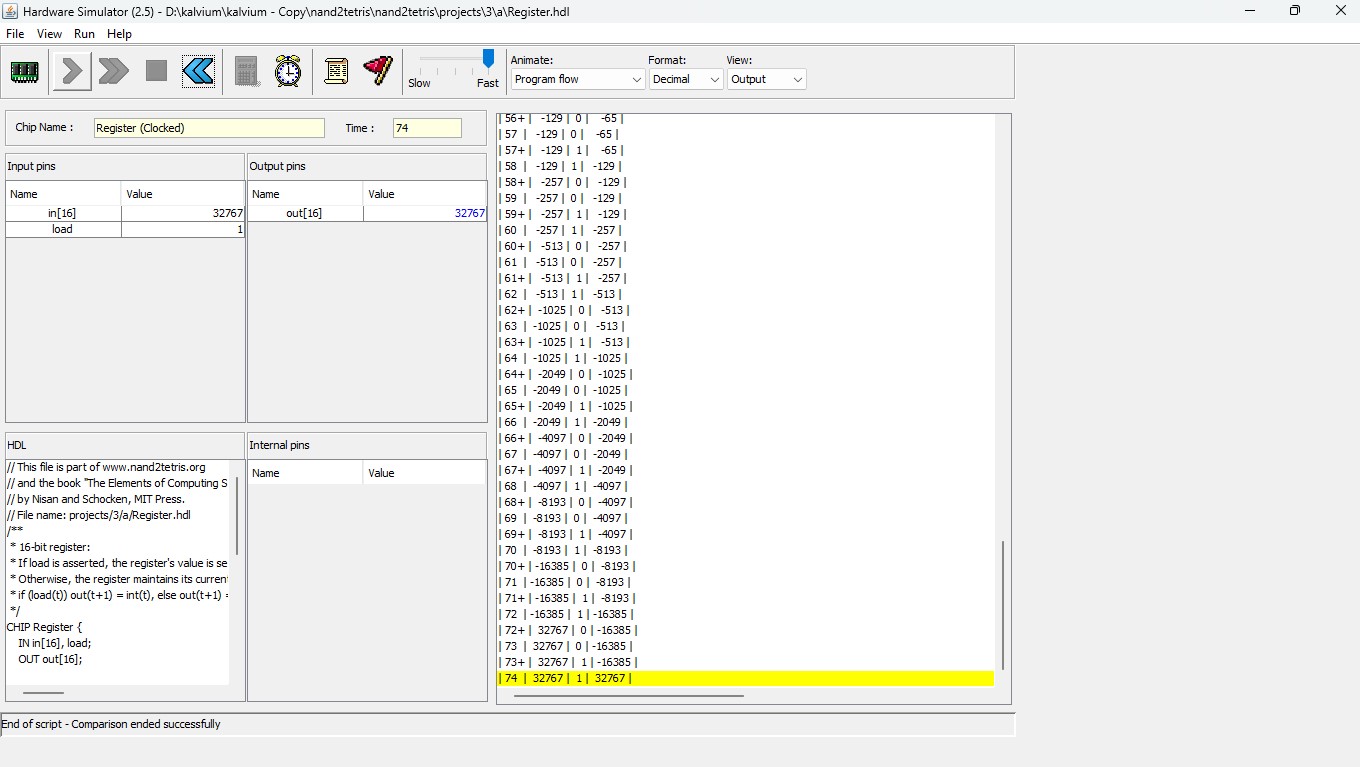 Hardware Simulator (2.5) - D:\kalvium\kalvium - Copy\nand2tetris\nand2tetris\projects\3\a\Register.hdl
File View Run Help
Slow Fast
Animate: Format: View:
Program flow Decimal Output
Chip Name : Register (Clocked) Time : 74
Input pins
Name Value
in[16] 32767
load 1
Output pins
Name Value
out[16] 32767
HDL
// This file is part of www.nand2tetris.org
// and the book "The Elements of Computing S
// by Nisan and Schocken, MIT Press.
// File name: projects/3/a/Register.hdl
/**
* 16-bit register:
* If load is asserted, the register's value is se
* Otherwise, the register maintains its current
* if (load(t)) out(t+1) = int(t), else out(t+1) =
*/
CHIP Register {
IN in[16], load;
OUT out[16];
Internal pins
Name Value
| 56+ | -129 | 0 | -65 |
| 57 | -129 | 0 | -65 |
| 57+ | -129 | 1 | -65 |
| 58 | -129 | 1 | -129 |
| 58+ | -257 | 0 | -129 |
| 59 | -257 | 0 | -129 |
| 59+ | -257 | 1 | -129 |
| 60 | -257 | 1 | -257 |
| 60+ | -513 | 0 | -257 |
| 61 | -513 | 0 | -257 |
| 61+ | -513 | 1 | -257 |
| 62 | -513 | 1 | -513 |
| 62+ | -1025 | 0 | -513 |
| 63 | -1025 | 0 | -513 |
| 63+ | -1025 | 1 | -513 |
| 64 | -1025 | 1 | -1025 |
| 64+ | -2049 | 0 | -1025 |
| 65 | -2049 | 0 | -1025 |
| 65+ | -2049 | 1 | -1025 |
| 66 | -2049 | 1 | -2049 |
| 66+ | -4097 | 0 | -2049 |
| 67 | -4097 | 0 | -2049 |
| 67+ | -4097 | 1 | -2049 |
| 68 | -4097 | 1 | -4097 |
| 68+ | -8193 | 0 | -4097 |
| 69 | -8193 | 0 | -4097 |
| 69+ | -8193 | 1 | -4097 |
| 70 | -8193 | 1 | -8193 |
| 70+ | -16385 | 0 | -8193 |
| 71 | -16385 | 0 | -8193 |
| 71+ | -16385 | 1 | -8193 |
| 72 | -16385 | 1 | -16385 |
| 72+ | 32767 | 0 | -16385 |
| 73 | 32767 | 0 | -16385 |
| 73+ | 32767 | 1 | -16385 |
| 74 | 32767 | 1 | 32767 |
End of script - Comparison ended successfully